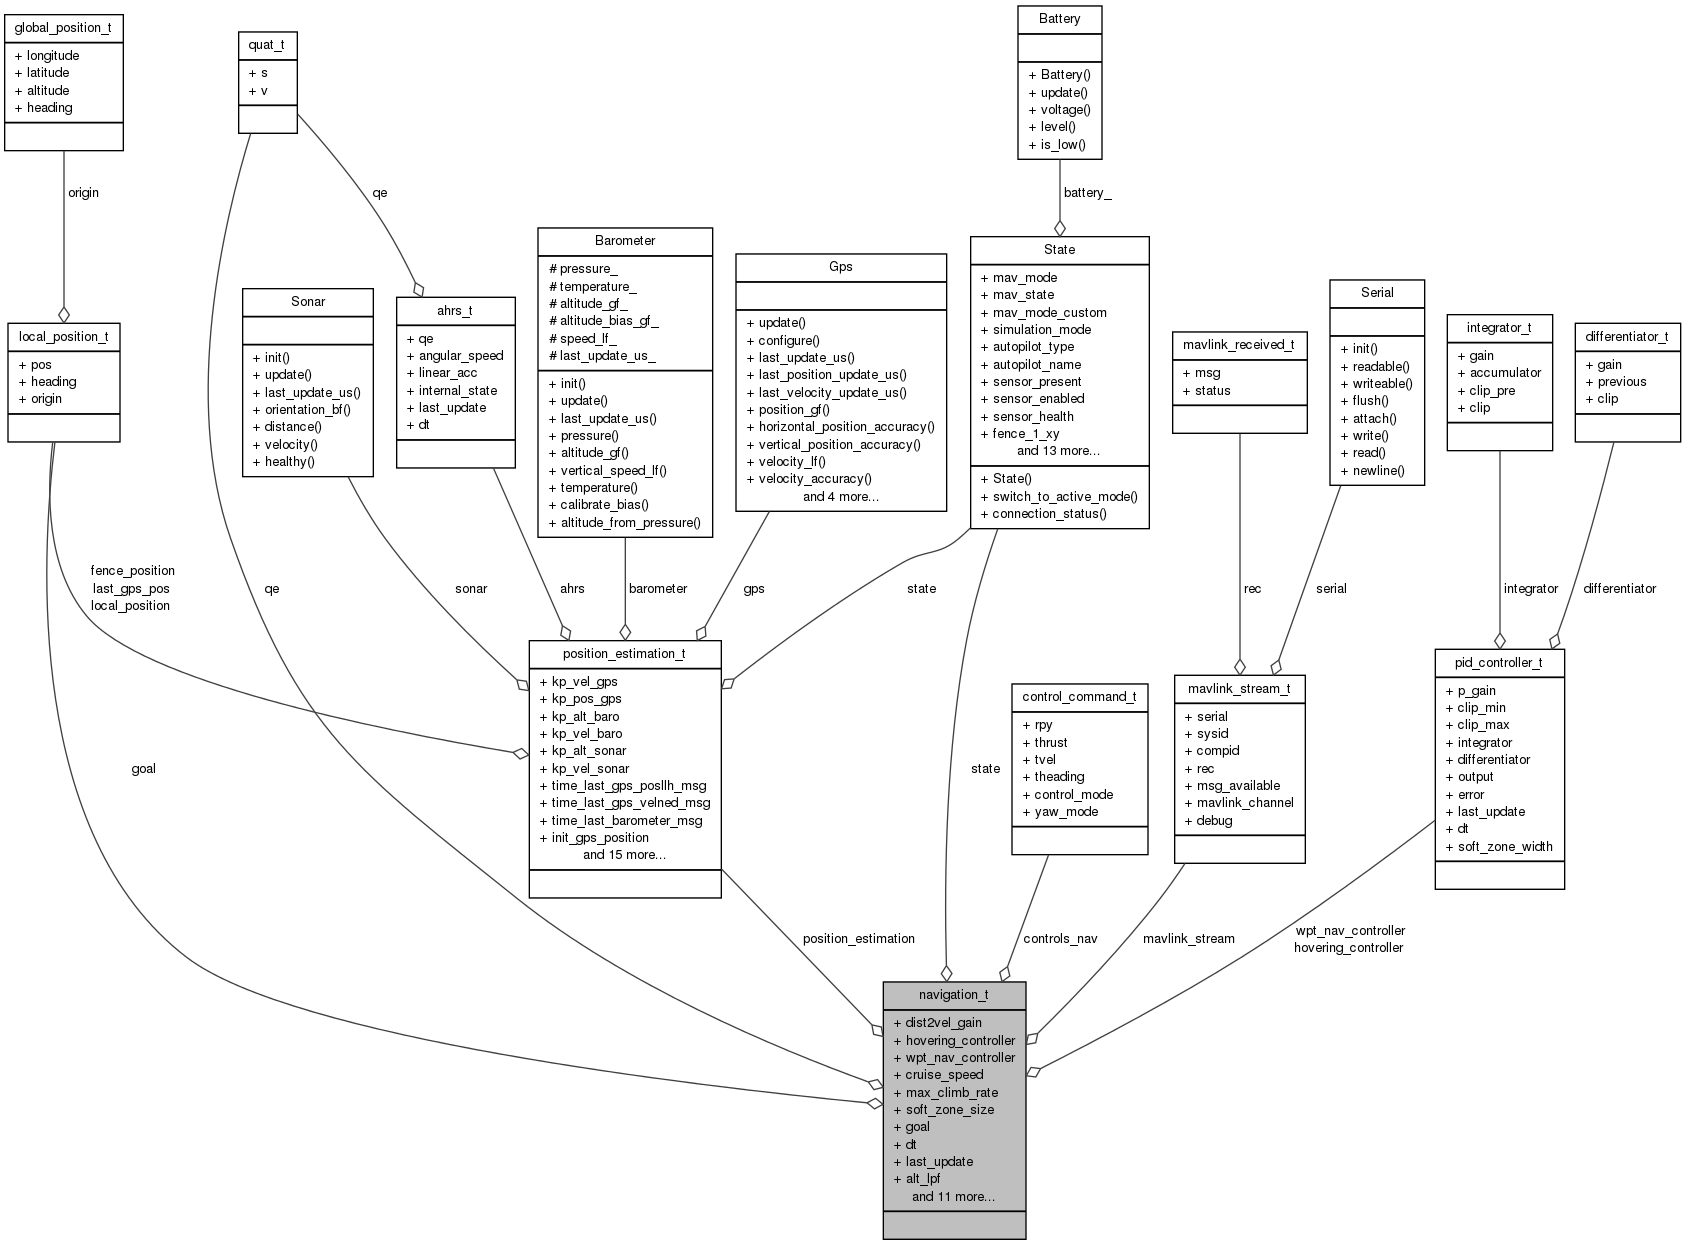 global_position_t
+ longitude
+ latitude
+ altitude
+ heading
quat_t
+ s
+ v
Battery
+ Battery()
+ update()
+ voltage()
+ level()
+ is_low()
origin
qe
battery_
local_position_t
+ pos
+ heading
+ origin
Sonar
+ init()
+ update()
+ last_update_us()
+ orientation_bf()
+ distance()
+ velocity()
+ healthy()
ahrs_t
+ qe
+ angular_speed
+ linear_acc
+ internal_state
+ last_update
+ dt
Barometer
# pressure_
# temperature_
# altitude_gf_
# altitude_bias_gf_
# speed_lf_
# last_update_us_
+ init()
+ update()
+ last_update_us()
+ pressure()
+ altitude_gf()
+ vertical_speed_lf()
+ temperature()
+ calibrate_bias()
+ altitude_from_pressure()
Gps
+ update()
+ configure()
+ last_update_us()
+ last_position_update_us()
+ last_velocity_update_us()
+ position_gf()
+ horizontal_position_accuracy()
+ vertical_position_accuracy()
+ velocity_lf()
+ velocity_accuracy()
and 4 more...
State
+ mav_mode
+ mav_state
+ mav_mode_custom
+ simulation_mode
+ autopilot_type
+ autopilot_name
+ sensor_present
+ sensor_enabled
+ sensor_health
+ fence_1_xy
and 13 more...
+ State()
+ switch_to_active_mode()
+ connection_status()
mavlink_received_t
+ msg
+ status
Serial
+ init()
+ readable()
+ writeable()
+ flush()
+ attach()
+ write()
+ read()
+ newline()
integrator_t
+ gain
+ accumulator
+ clip_pre
+ clip
differentiator_t
+ gain
+ previous
+ clip
fence_position
last_gps_pos
local_position
qe
sonar
ahrs
barometer
gps
state
rec
serial
integrator
differentiator
position_estimation_t
+ kp_vel_gps
+ kp_pos_gps
+ kp_alt_baro
+ kp_vel_baro
+ kp_alt_sonar
+ kp_vel_sonar
+ time_last_gps_posllh_msg
+ time_last_gps_velned_msg
+ time_last_barometer_msg
+ init_gps_position
and 15 more...
goal
state
control_command_t
+ rpy
+ thrust
+ tvel
+ theading
+ control_mode
+ yaw_mode
mavlink_stream_t
+ serial
+ sysid
+ compid
+ rec
+ msg_available
+ mavlink_channel
+ debug
pid_controller_t
+ p_gain
+ clip_min
+ clip_max
+ integrator
+ differentiator
+ output
+ error
+ last_update
+ dt
+ soft_zone_width
position_estimation
controls_nav
mavlink_stream
wpt_nav_controller
hovering_controller
navigation_t
+ dist2vel_gain
+ hovering_controller
+ wpt_nav_controller
+ cruise_speed
+ max_climb_rate
+ soft_zone_size
+ goal
+ dt
+ last_update
+ alt_lpf
and 11 more...